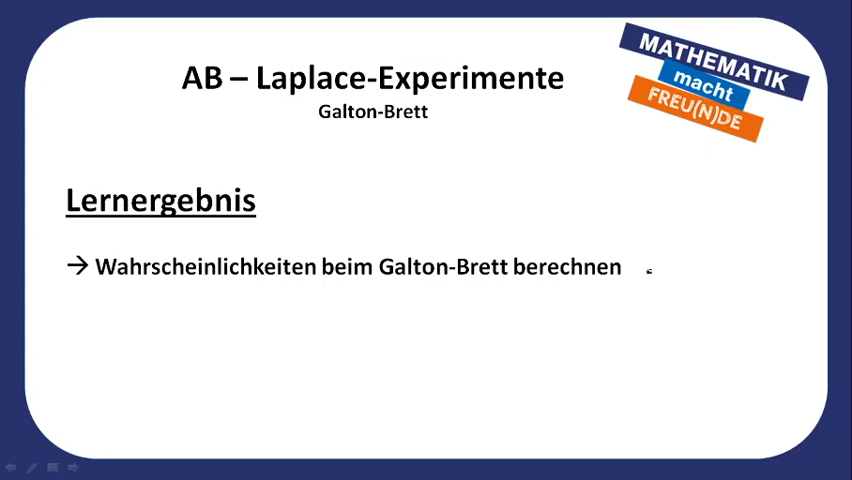 AB – Laplace-Experimente
Galton-Brett
MATHEMATIK
macht
FREU(N)DE
Lernergebnis
→ Wahrscheinlichkeiten beim Galton-Brett berechnen